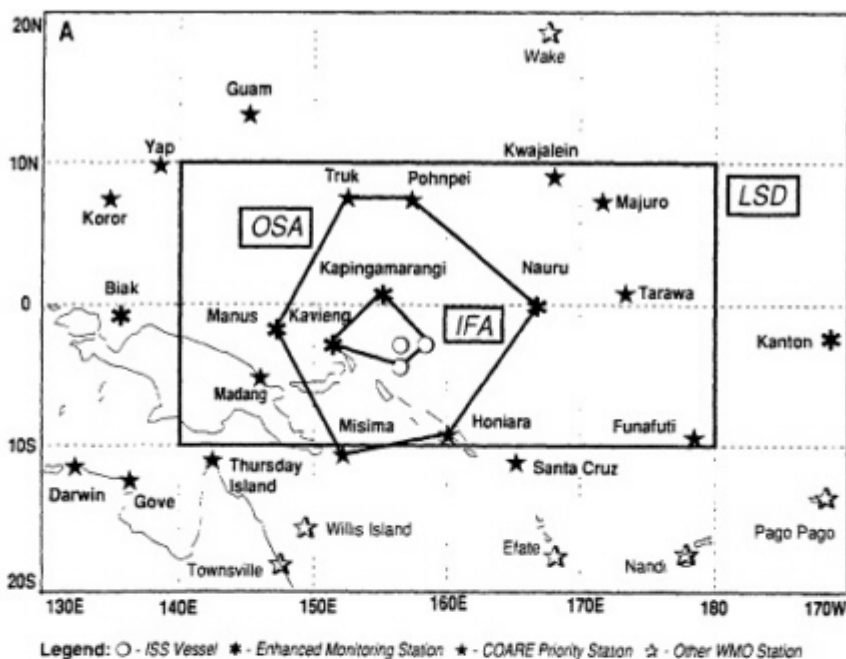 20N
A
Wake
Guam
Yap
Kwajalein
10N
Truk
Pohnpei
LSD
Koror
OSA
Majuro
Kapingamarangi
Nauru
Biak
Tarawa
0
Manus
Kavieng
IFA
Kanton
Madang
Misima
Honiara
Funafuti
10S
Thursday
Island
Santa Cruz
Darwin
Gove
Willis Island
Pago Pago
Efate
Townsville
Nandi
20S
130E 140E 150E 160E 170E 180 170W
Legend: ○ - ISS Vessel ✱ - Enhanced Monitoring Station ★ - COARE Priority Station ☆ - Other WMO Station